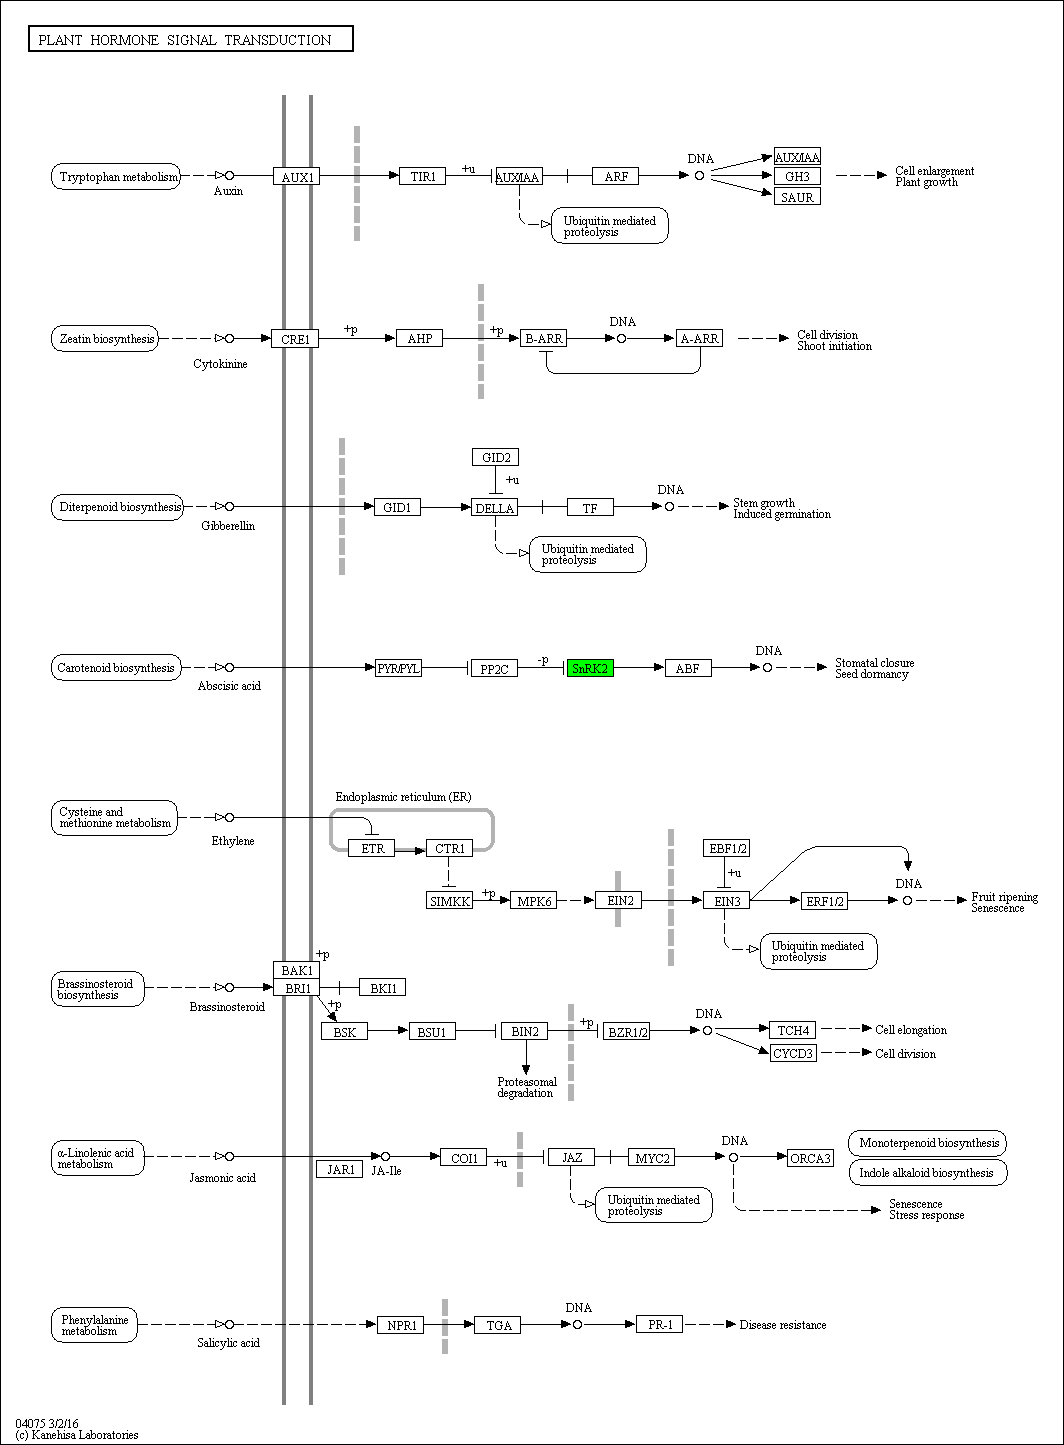 PLANT HORMONE SIGNAL TRANSDUCTION
Tryptophan metabolism
Auxin
AUX1
TIR1
+u
AUX/IAA
ARF
DNA
AUX/IAA
GH3
SAUR
Cell enlargement
Plant growth
Ubiquitin mediated
proteolysis
Zeatin biosynthesis
Cytokinine
CRE1
+p
AHP
+p
B-ARR
DNA
A-ARR
Cell division
Shoot initiation
GID2
+u
Diterpenoid biosynthesis
Gibberellin
GID1
DELLA
TF
DNA
Stem growth
Induced germination
Ubiquitin mediated
proteolysis
Carotenoid biosynthesis
Abscisic acid
PYR/PYL
PP2C
-p
SnRK2
ABF
DNA
Stomatal closure
Seed dormancy
Endoplasmic reticulum (ER)
Cysteine and
methionine metabolism
Ethylene
ETR
CTR1
SIMKK
+p
MPK6
EIN2
EBF1/2
+u
EIN3
ERF1/2
DNA
Fruit ripening
Senescence
Ubiquitin mediated
proteolysis
Brassinosteroid
biosynthesis
Brassinosteroid
BAK1
+p
BRI1
BKI1
+p
BSK
BSU1
BIN2
+p
BZR1/2
DNA
TCH4
Cell elongation
CYCD3
Cell division
Proteasomal
degradation
α-Linolenic acid
metabolism
Jasmonic acid
JAR1
JA-Ile
COI1
+u
JAZ
MYC2
DNA
ORCA3
Monoterpenoid biosynthesis
Indole alkaloid biosynthesis
Ubiquitin mediated
proteolysis
Senescence
Stress response
Phenylalanine
metabolism
Salicylic acid
NPR1
TGA
DNA
PR-1
Disease resistance
04075 3/2/16
(c) Kanehisa Laboratories